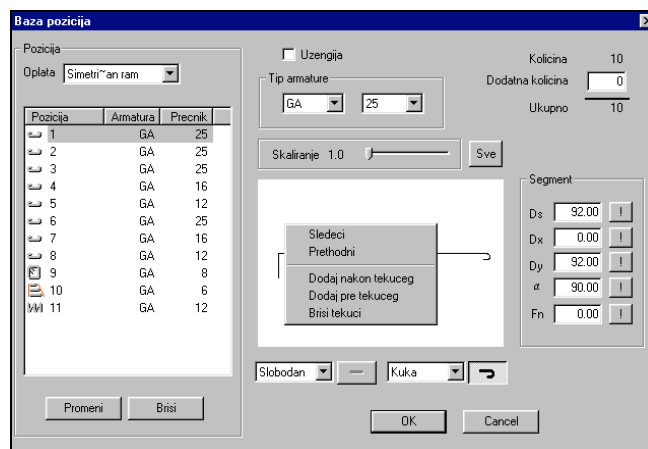 Baza pozicija
Pozicija
Oplata Simetri~an ram
Pozicija Armatura Precnik
1 GA 25
2 GA 25
3 GA 25
4 GA 16
5 GA 12
6 GA 25
7 GA 16
8 GA 12
9 GA 8
10 GA 6
11 GA 12
Promeni Brisi
Uzengija
Tip armature
GA 25
Kolicina 10
Dodatna kolicina 0
Ukupno 10
Skaliranje 1.0 Sve
Sledeci
Prethodni
Dodaj nakon tekuceg
Dodaj pre tekuceg
Brisi tekuci
Segment
Ds 92.00 !
Dx 0.00 !
Dy 92.00 !
α 90.00 !
Fn 0.00 !
Slobodan Kuka
OK Cancel